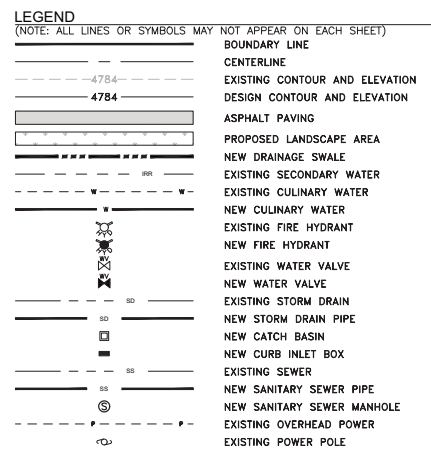 LEGEND
(NOTE: ALL LINES OR SYMBOLS MAY NOT APPEAR ON EACH SHEET)
BOUNDARY LINE
CENTERLINE
4784 EXISTING CONTOUR AND ELEVATION
4784 DESIGN CONTOUR AND ELEVATION
ASPHALT PAVING
PROPOSED LANDSCAPE AREA
NEW DRAINAGE SWALE
IRR EXISTING SECONDARY WATER
W W EXISTING CULINARY WATER
W NEW CULINARY WATER
EXISTING FIRE HYDRANT
NEW FIRE HYDRANT
WV EXISTING WATER VALVE
WV NEW WATER VALVE
SD EXISTING STORM DRAIN
SD NEW STORM DRAIN PIPE
NEW CATCH BASIN
NEW CURB INLET BOX
SS EXISTING SEWER
SS NEW SANITARY SEWER PIPE
S NEW SANITARY SEWER MANHOLE
P P EXISTING OVERHEAD POWER
EXISTING POWER POLE